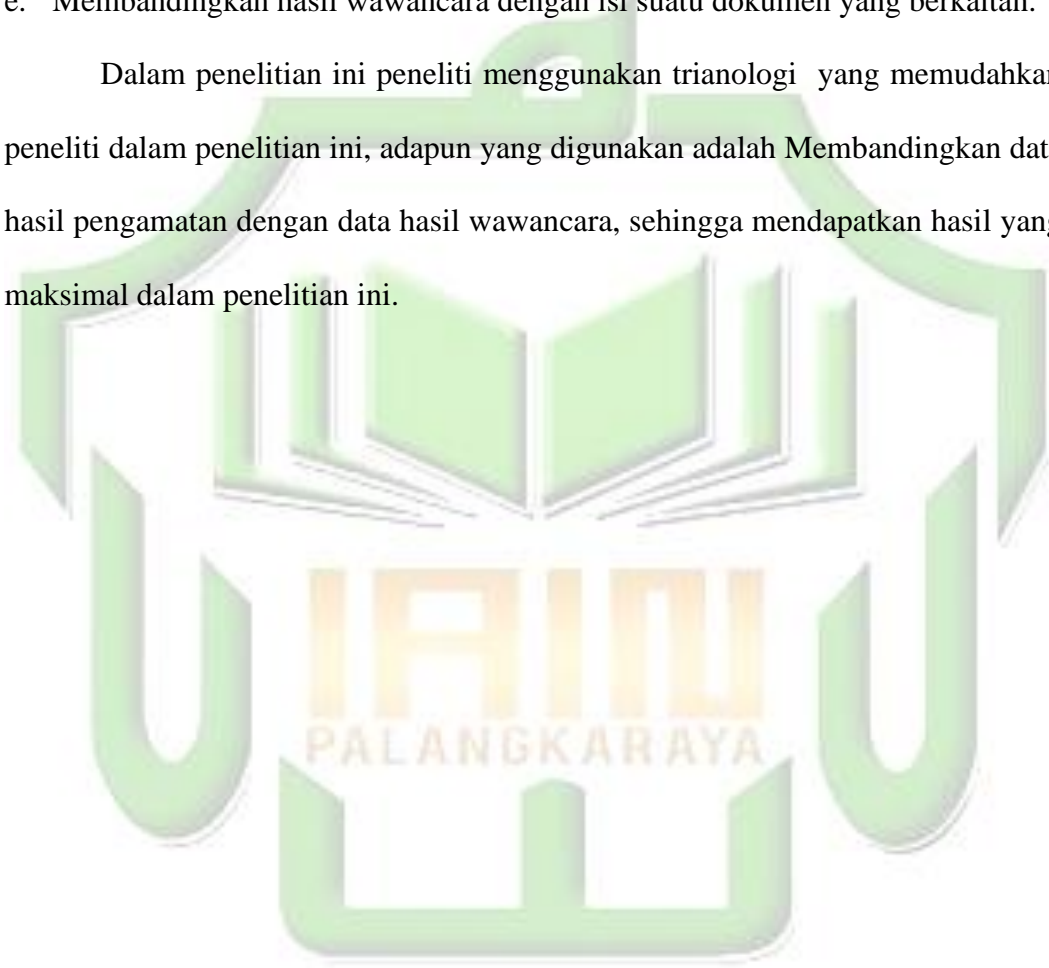 e. Membandingkan hasil wawancara dengan isi suatu dokumen yang berkaitan.
Dalam penelitian ini peneliti menggunakan trianologi yang memudahkan
peneliti dalam penelitian ini, adapun yang digunakan adalah Membandingkan dat
hasil pengamatan dengan data hasil wawancara, sehingga mendapatkan hasil yang
maksimal dalam penelitian ini.
IAIN
PALANGKARAYA